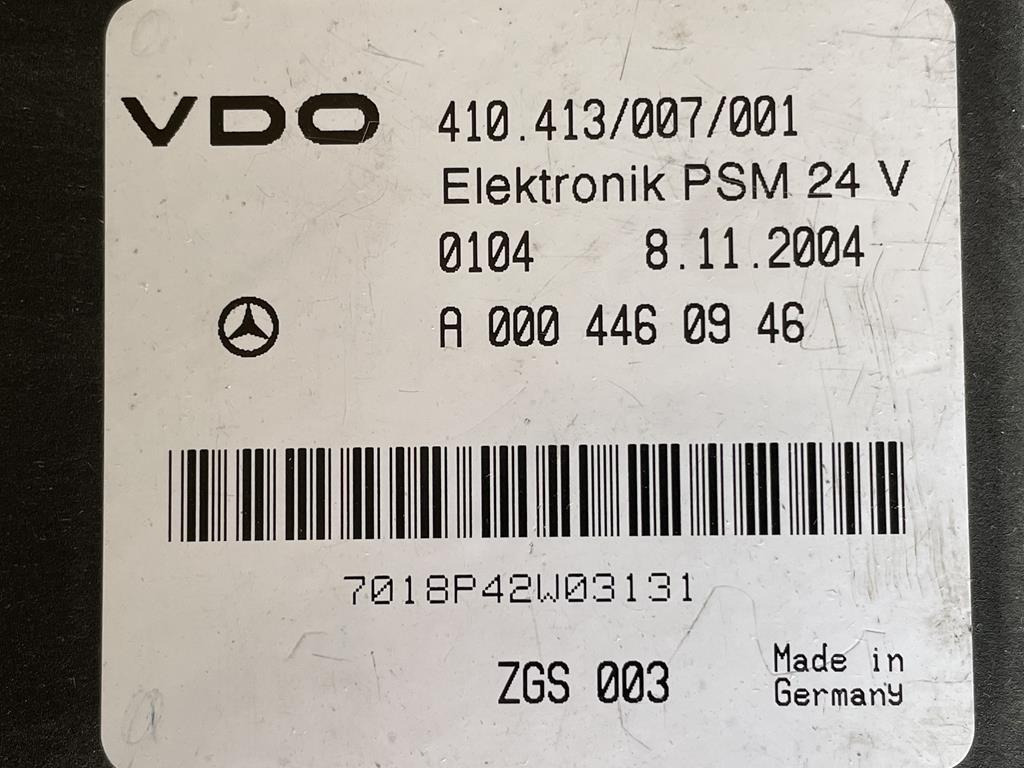 VDO 410.413/007/001
Elektronik PSM 24 V
0104 8.11.2004
A 000 446 09 46
7018P42W03131
ZGS 003
Made in
Germany